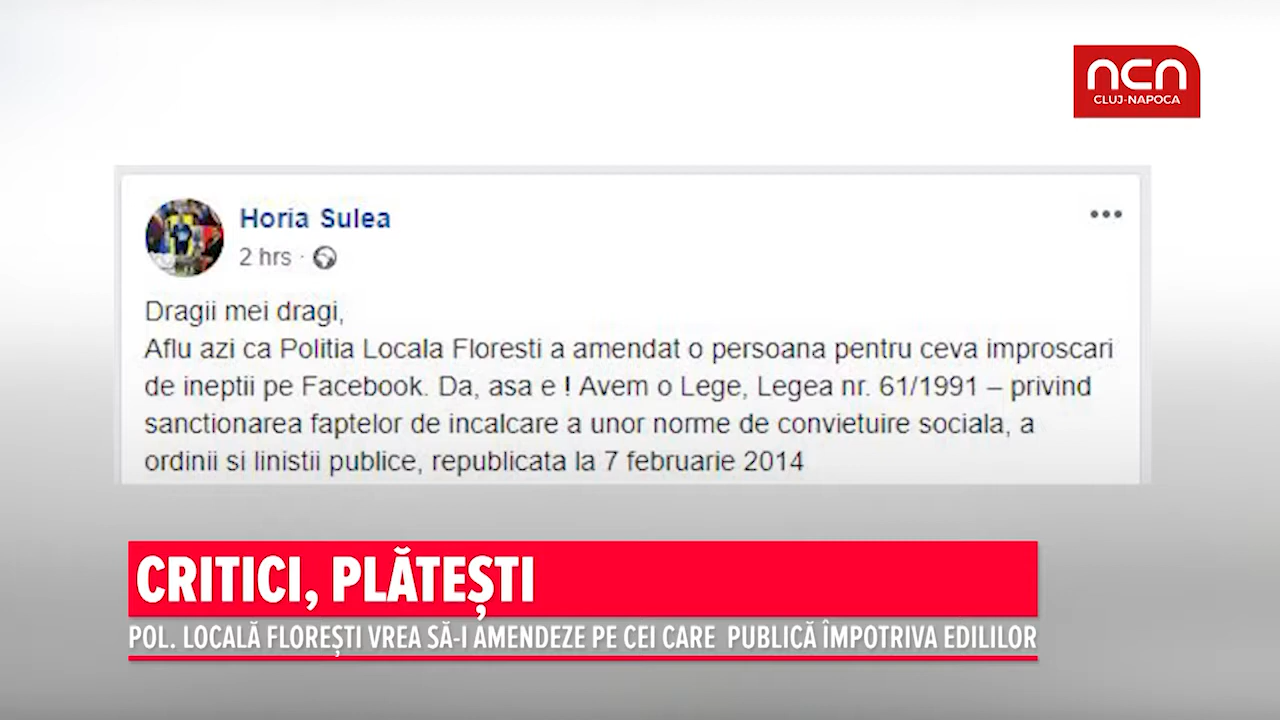 ncn
CLUJ-NAPOCA
Horia Sulea
2 hrs ·
Dragii mei dragi,
Aflu azi ca Politia Locala Floresti a amendat o persoana pentru ceva improscari
de ineptii pe Facebook. Da, asa e ! Avem o Lege, Legea nr. 61/1991 – privind
sanctionarea faptelor de incalcare a unor norme de convietuire sociala, a
ordinii si linistii publice, republicata la 7 februarie 2014
CRITICI, PLĂTEȘTI
POL. LOCALĂ FLOREȘTI VREA SĂ-I AMENDEZE PE CEI CARE PUBLICĂ ÎMPOTRIVA EDILILOR